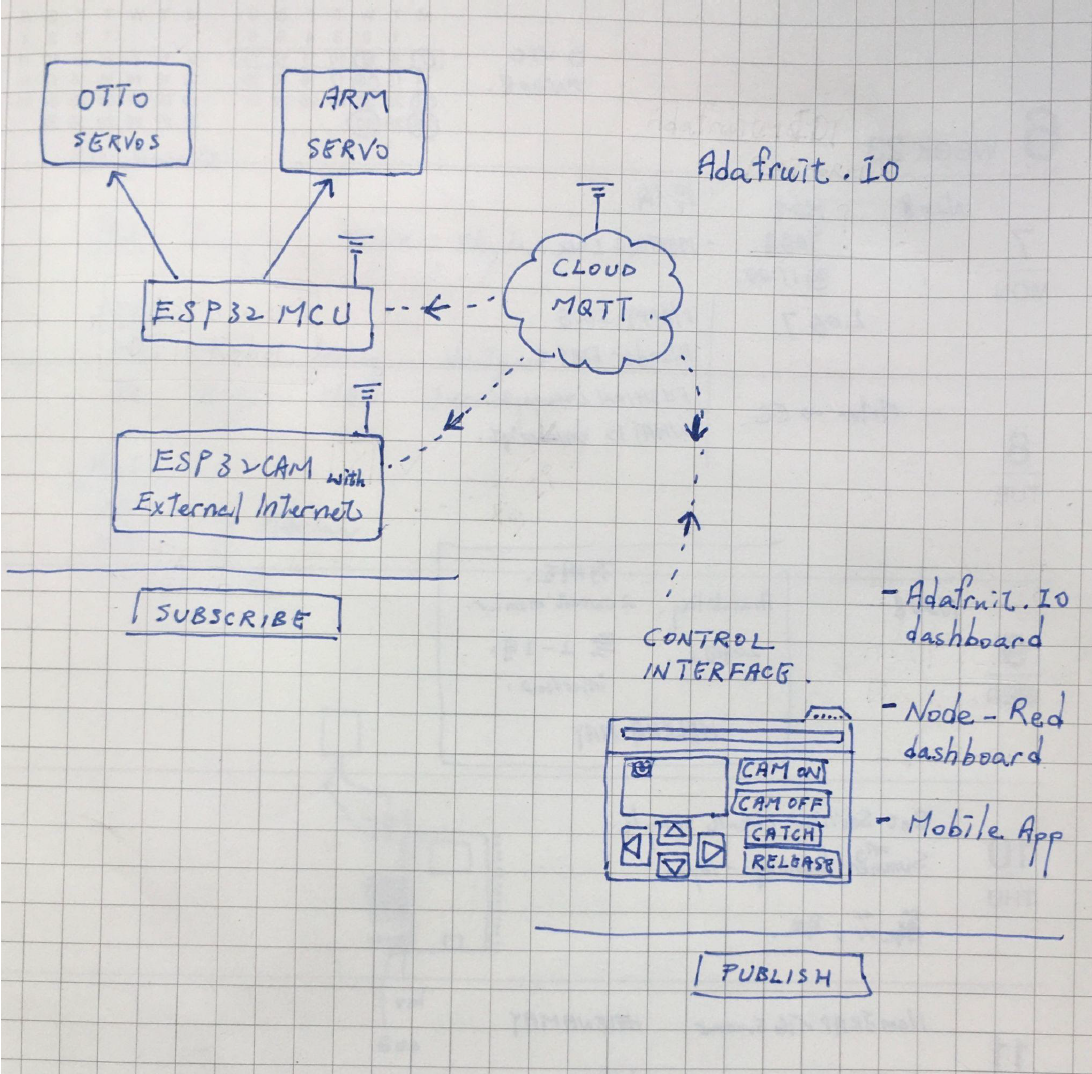 OTTO
SERVOS
ARM
SERVO
Adafruit.IO
CLOUD
MQTT.
ESP32 MCU
ESP32CAM with
External Internet
SUBSCRIBE
CONTROL
INTERFACE.
- Adafruit.IO
dashboard
- Node-Red
dashboard
- Mobile App
CAM ON
CAM OFF
CATCH
RELEASE
PUBLISH